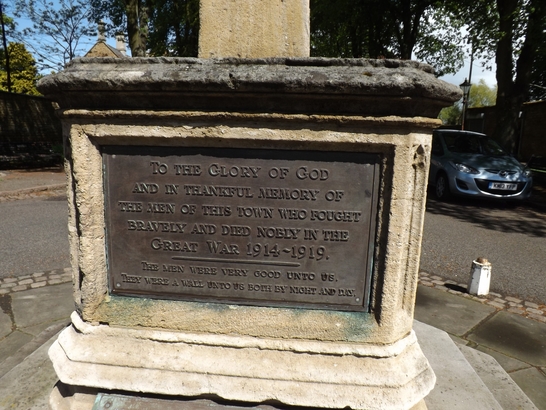 TO THE GLORY OF GOD
AND IN THANKFUL MEMORY OF
THE MEN OF THIS TOWN WHO FOUGHT
BRAVELY AND DIED NOBLY IN THE
GREAT WAR 1914~1919.
THE MEN WERE VERY GOOD UNTO US.
THEY WERE A WALL UNTO US BOTH BY NIGHT AND DAY.